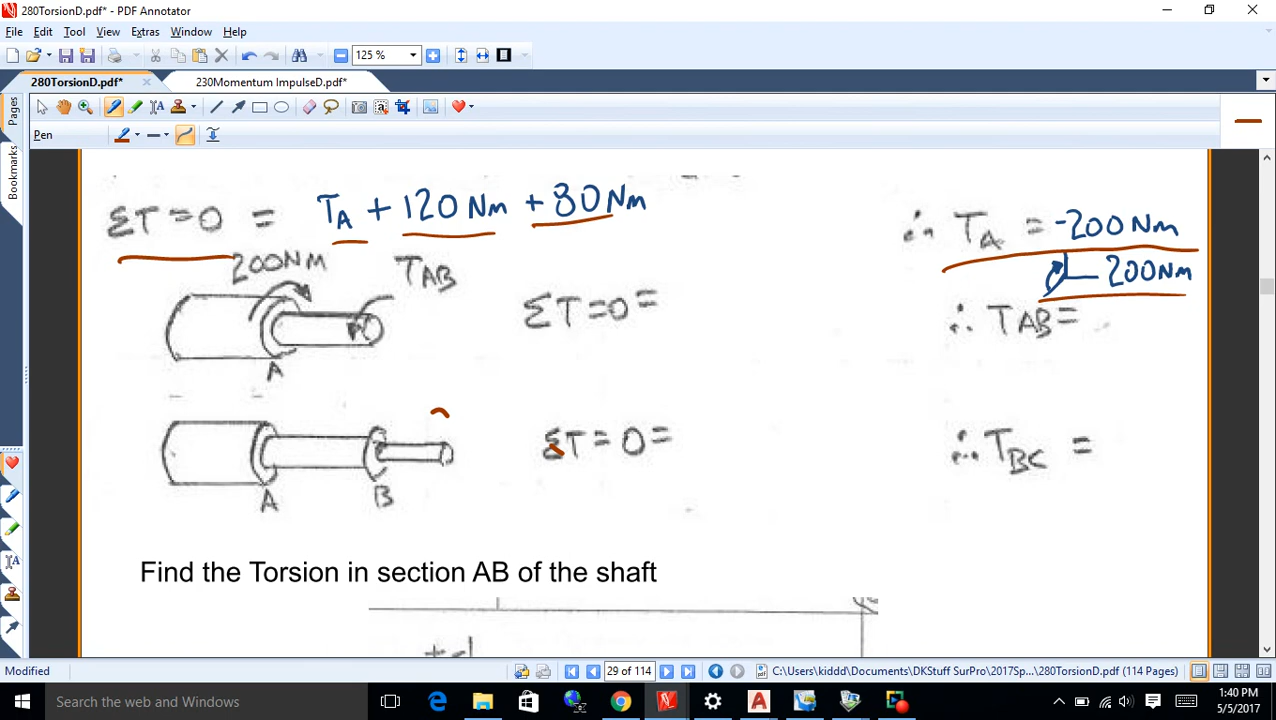 280TorsionD.pdf* - PDF Annotator
File Edit Tool Extras Window Help
125 %
280TorsionD.pdf* 230Momentum ImpulseD.pdf*
Pages
Bookmarks
Pen
ΣT=0 = TA + 120 Nm + 80 Nm
∴ TA = -200 Nm
200 Nm
200NM TAB
ΣT=0=
∴ TAB=
A
ΣT=0=
∴ TBC =
A B
Find the Torsion in section AB of the shaft
Modified
29 of 114
C:\Users\kiddd\Documents\DKStuff SurPro\2017Sp...\280TorsionD.pdf (114 Pages)
Search the web and Windows
1:40 PM
5/5/2017